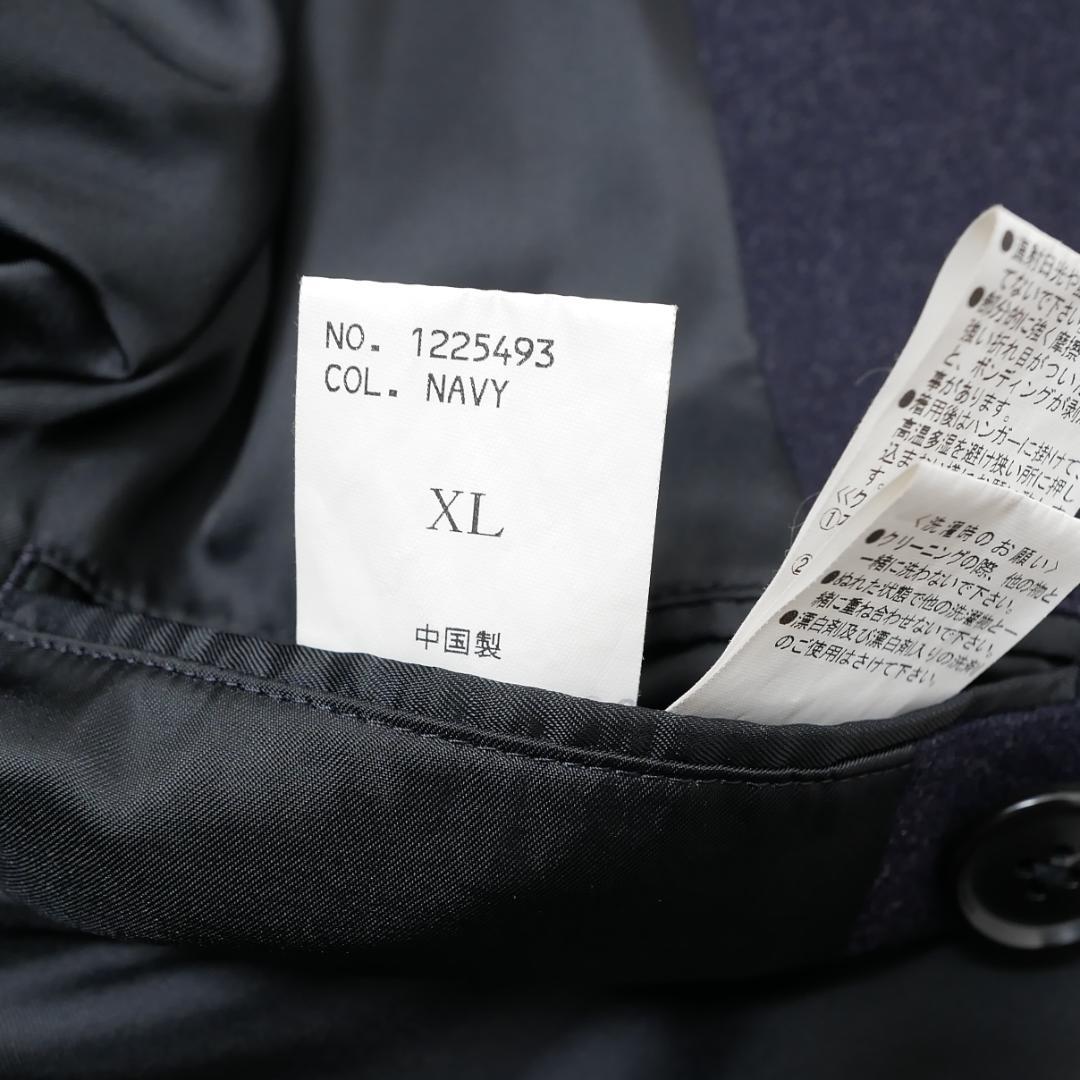 NO. 1225493
COL. NAVY
XL
中国製
●直射日光や
てないで下さい
●部分的に強く摩擦
強い折れ目がつい
と、ボンディングが剥
事があります。
●着用後はハンガーに掛けて、
高温多湿を避け狭い所に押し
込ま
す。
①
②
〈洗濯時のお願い〉
●クリーニングの際、他の物と
一緒に洗わないで下さい。
●ぬれた状態で他の洗濯物と一
緒に重ね合わせないで下さい。
●漂白剤及び漂白剤入りの洗剤
のご使用はさけて下さい。